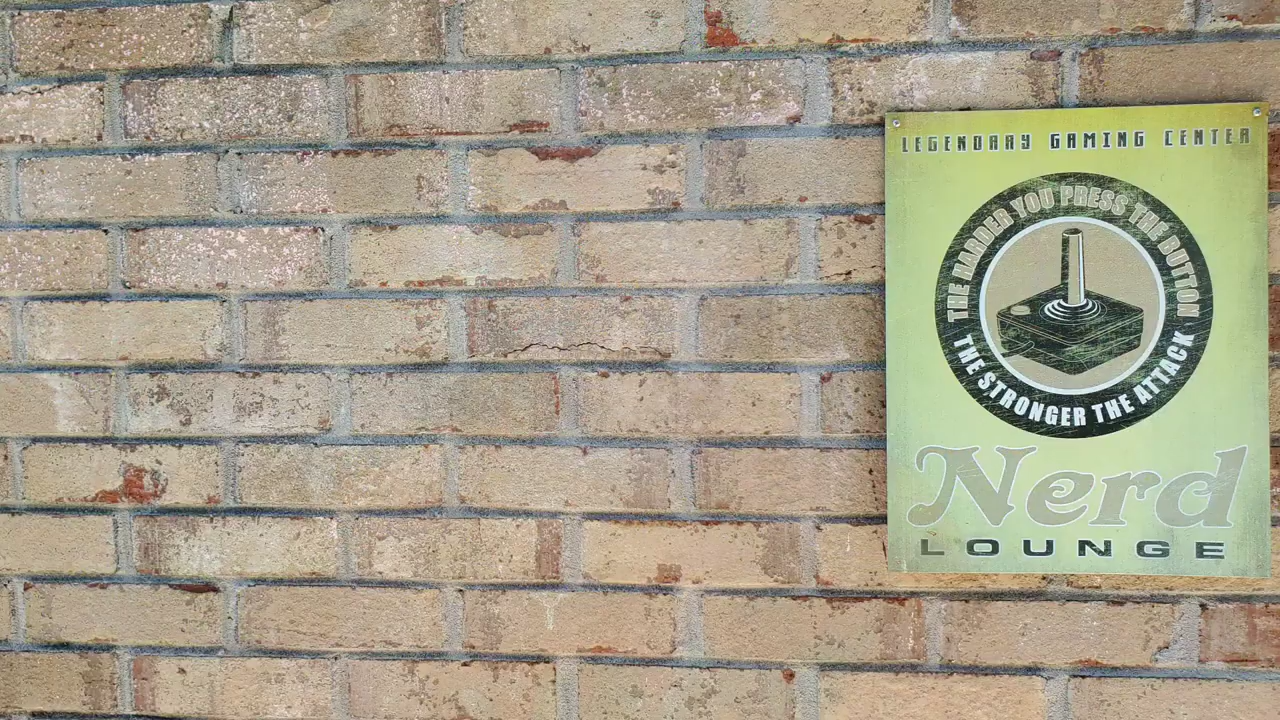 LEGENDARY GAMING CENTER
THE HARDER YOU PRESS THE BUTTON
THE STRONGER THE ATTACK
Nerd
LOUNGE